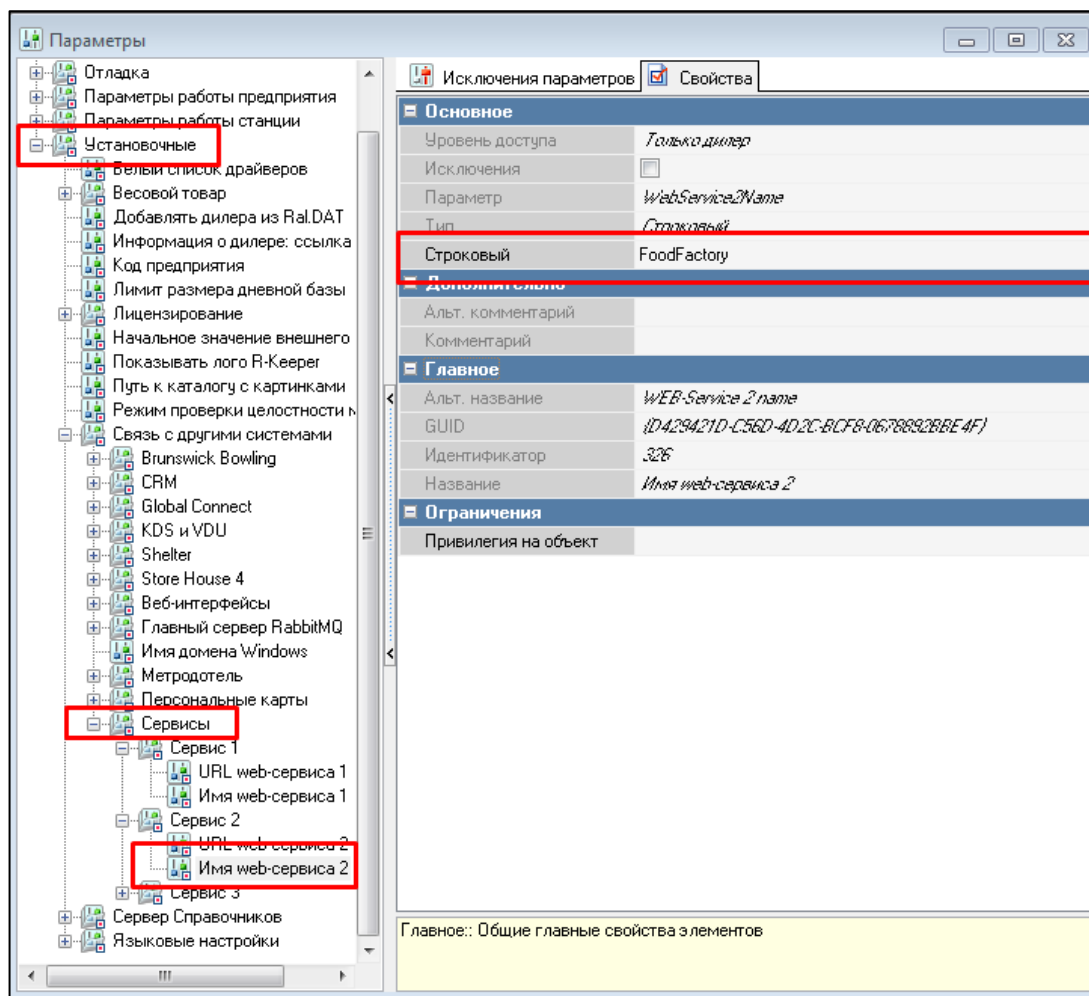 Параметры
Отладка
Параметры работы предприятия
Параметры работы станции
Установочные
Белый список драйверов
Весовой товар
Добавлять дилера из Ral.DAT
Информация о дилере: ссылка
Код предприятия
Лимит размера дневной базы
Лицензирование
Начальное значение внешнего
Показывать лого R-Keeper
Путь к каталогу с картинками
Режим проверки целостности
Связь с другими системами
Brunswick Bowling
CRM
Global Connect
KDS и VDU
Shelter
Store House 4
Веб-интерфейсы
Главный сервер RabbitMQ
Имя домена Windows
Метродотель
Персональные карты
Сервисы
Сервис 1
URL web-сервиса 1
Имя web-сервиса 1
Сервис 2
URL web-сервиса 2
Имя web-сервиса 2
Сервис 3
Сервер Справочников
Языковые настройки
Исключения параметров Свойства
Основное
Уровень доступа Только дилер
Исключения
Параметр WebService2Name
Тип Строковый
Строковый FoodFactory
Дополнительно
Альт. комментарий
Комментарий
Главное
Альт. название WEB-Service 2 name
GUID {D429421D-C56D-4D2C-BCF8-0678892BBE4F}
Идентификатор 326
Название Имя web-сервиса 2
Ограничения
Привилегия на объект
Главное:: Общие главные свойства элементов